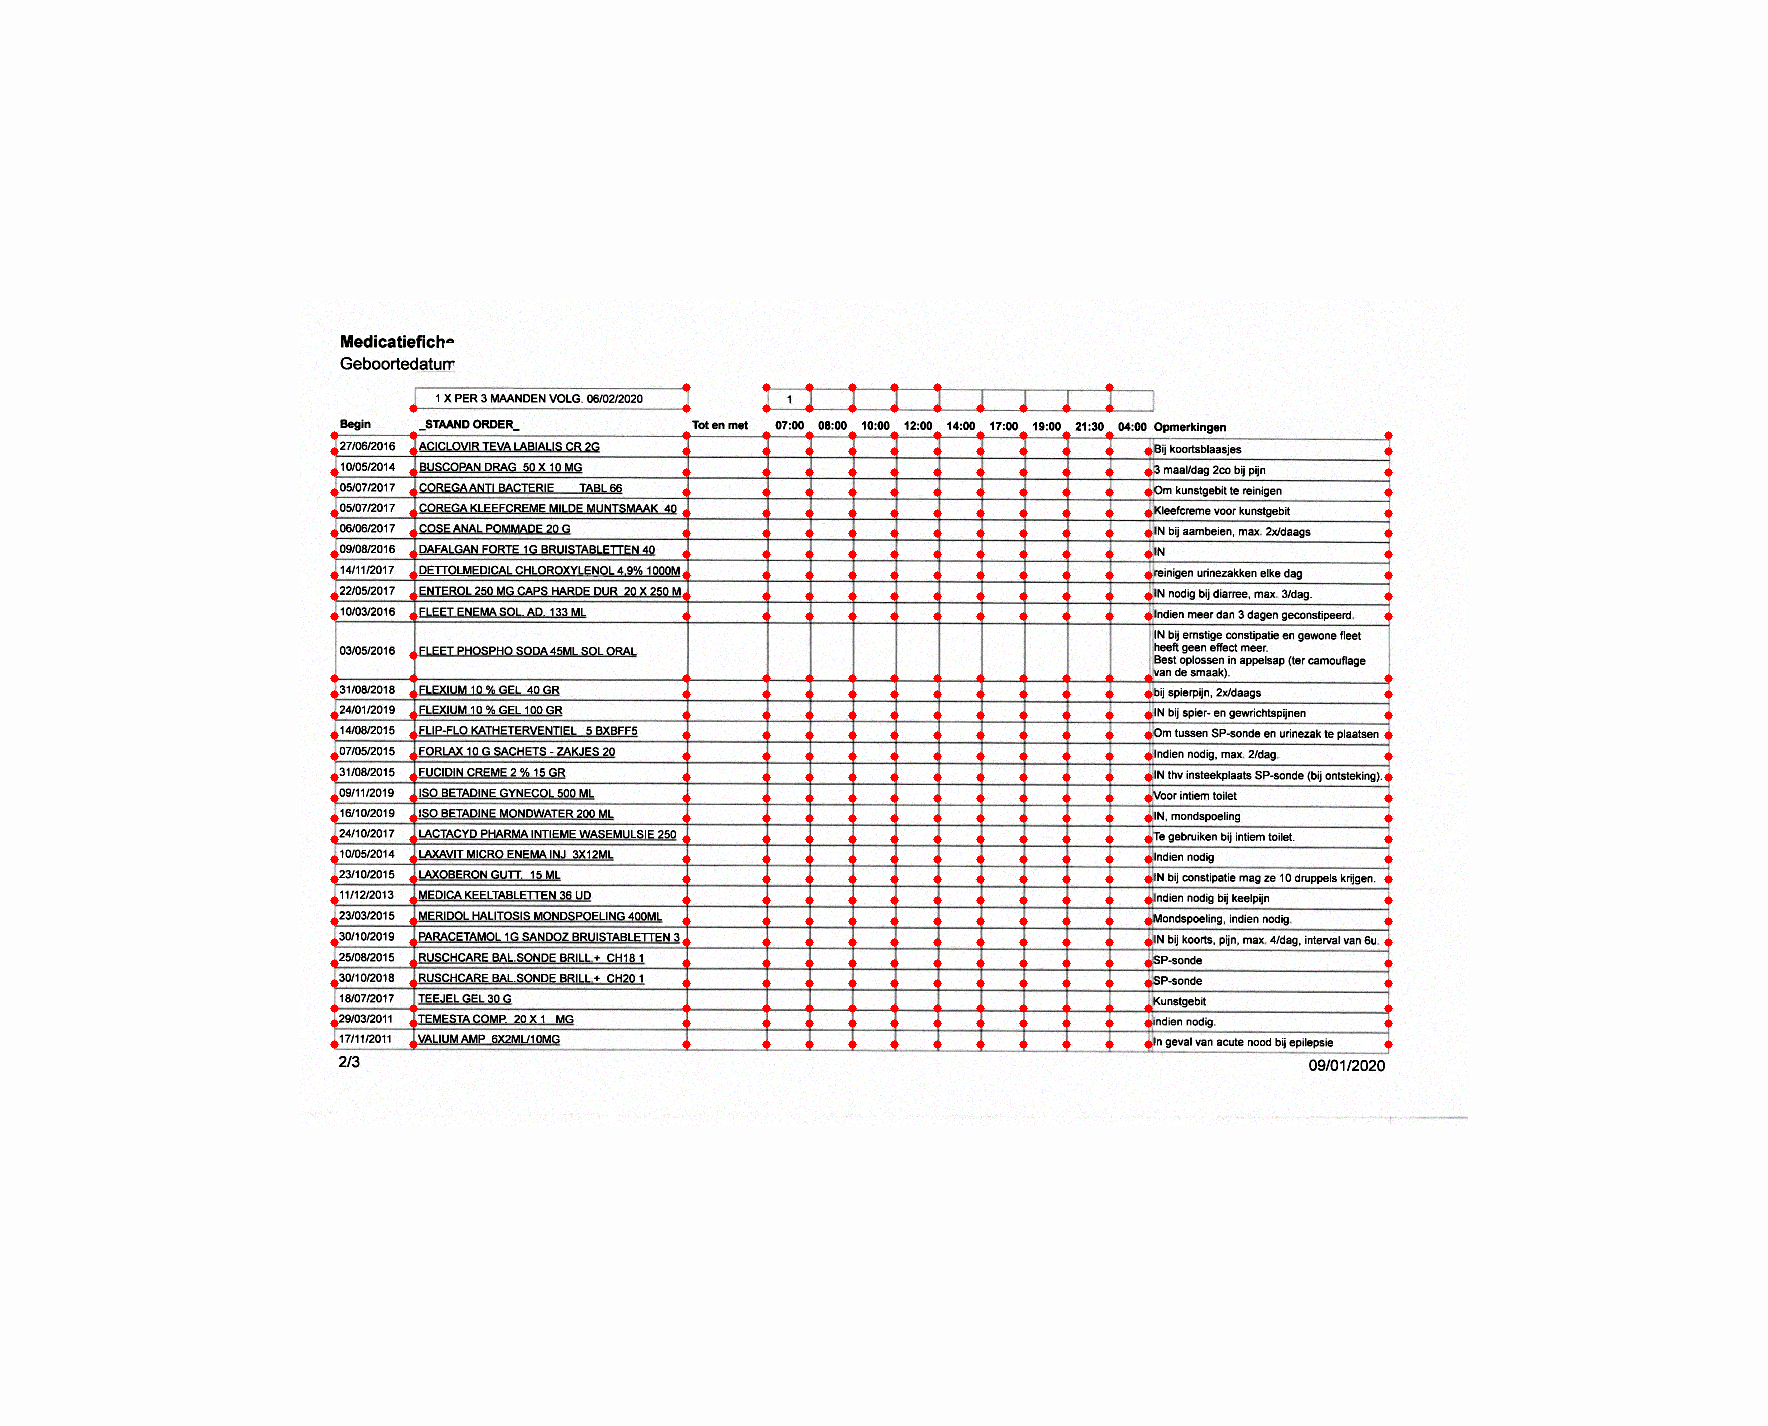 Medicatiefiche
Geboortedatum
1 X PER 3 MAANDEN VOLG. 06/02/2020 1
Begin _STAAND ORDER_ Tot en met 07:00 08:00 10:00 12:00 14:00 17:00 19:00 21:30 04:00 Opmerkingen
27/06/2016 ACICLOVIR TEVA LABIALIS CR 2G Bij koortsblaasjes
10/05/2014 BUSCOPAN DRAG 50 X 10 MG 3 maal/dag 2co bij pijn
05/07/2017 COREGA ANTI BACTERIE TABL 66 Om kunstgebit te reinigen
05/07/2017 COREGA KLEEFCREME MILDE MUNTSMAAK 40 Kleefcreme voor kunstgebit
06/06/2017 COSE ANAL POMMADE 20 G IN bij aambeien, max. 2x/daags
09/08/2016 DAFALGAN FORTE 1G BRUISTABLETTEN 40 IN
14/11/2017 DETTOLMEDICAL CHLOROXYLENOL 4,9% 1000M reinigen urinezakken elke dag
22/05/2017 ENTEROL 250 MG CAPS HARDE DUR 20 X 250 M IN nodig bij diarree, max. 3/dag.
10/03/2016 FLEET ENEMA SOL. AD. 133 ML Indien meer dan 3 dagen geconstipeerd.
03/05/2016 FLEET PHOSPHO SODA 45ML SOL ORAL IN bij ernstige constipatie en gewone fleet
heeft geen effect meer.
Best oplossen in appelsap (ter camouflage
van de smaak).
31/08/2018 FLEXIUM 10 % GEL 40 GR bij spierpijn, 2x/daags
24/01/2019 FLEXIUM 10 % GEL 100 GR IN bij spier- en gewrichtspijnen
14/08/2015 FLIP-FLO KATHETERVENTIEL 5 BXBFF5 Om tussen SP-sonde en urinezak te plaatsen
07/05/2015 FORLAX 10 G SACHETS - ZAKJES 20 Indien nodig, max. 2/dag.
31/08/2015 FUCIDIN CREME 2 % 15 GR IN thv insteekplaats SP-sonde (bij ontsteking).
09/11/2019 ISO BETADINE GYNECOL 500 ML Voor intiem toilet
16/10/2019 ISO BETADINE MONDWATER 200 ML IN, mondspoeling
24/10/2017 LACTACYD PHARMA INTIEME WASEMULSIE 250 Te gebruiken bij intiem toilet.
10/05/2014 LAXAVIT MICRO ENEMA INJ 3X12ML Indien nodig
23/10/2015 LAXOBERON GUTT. 15 ML IN bij constipatie mag ze 10 druppels krijgen.
11/12/2013 MEDICA KEELTABLETTEN 36 UD Indien nodig bij keelpijn
23/03/2015 MERIDOL HALITOSIS MONDSPOELING 400ML Mondspoeling, indien nodig.
30/10/2019 PARACETAMOL 1G SANDOZ BRUISTABLETTEN 3 IN bij koorts, pijn, max. 4/dag, interval van 6u.
25/08/2015 RUSCHCARE BAL.SONDE BRILL.+ CH18 1 SP-sonde
30/10/2018 RUSCHCARE BAL.SONDE BRILL.+ CH20 1 SP-sonde
18/07/2017 TEEJEL GEL 30 G Kunstgebit
29/03/2011 TEMESTA COMP. 20 X 1 MG indien nodig.
17/11/2011 VALIUM AMP 6X2ML/10MG In geval van acute nood bij epilepsie
2/3 09/01/2020